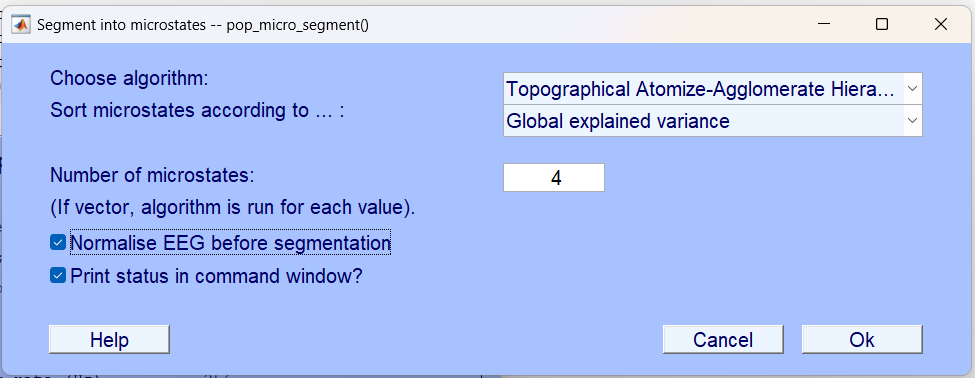 Segment into microstates -- pop_micro_segment()
Choose algorithm:
Topographical Atomize-Agglomerate Hiera...
Sort microstates according to ... :
Global explained variance
Number of microstates:
4
(If vector, algorithm is run for each value).
Normalise EEG before segmentation
Print status in command window?
Help
Cancel
Ok